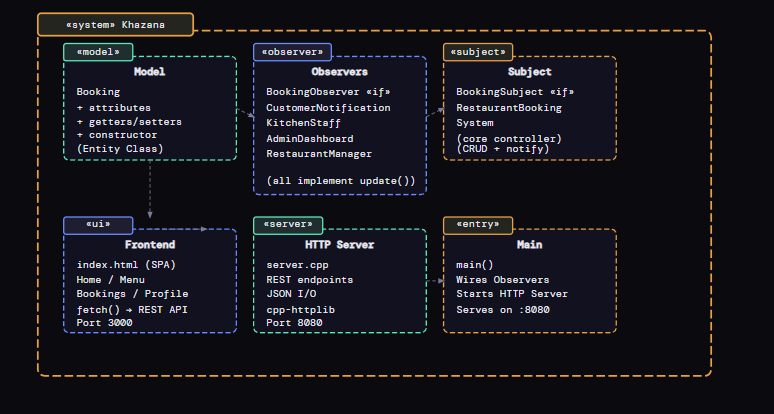 «system» Khazana
«model»
Model
Booking
+ attributes
+ getters/setters
+ constructor
(Entity Class)
«observer»
Observers
BookingObserver «if»
CustomerNotification
KitchenStaff
AdminDashboard
RestaurantManager
(all implement update())
«subject»
Subject
BookingSubject «if»
RestaurantBooking
System
(core controller)
(CRUD + notify)
«ui»
Frontend
index.html (SPA)
Home / Menu
Bookings / Profile
fetch() → REST API
Port 3000
«server»
HTTP Server
server.cpp
REST endpoints
JSON I/O
cpp-httplib
Port 8080
«entry»
Main
main()
Wires Observers
Starts HTTP Server
Serves on :8080